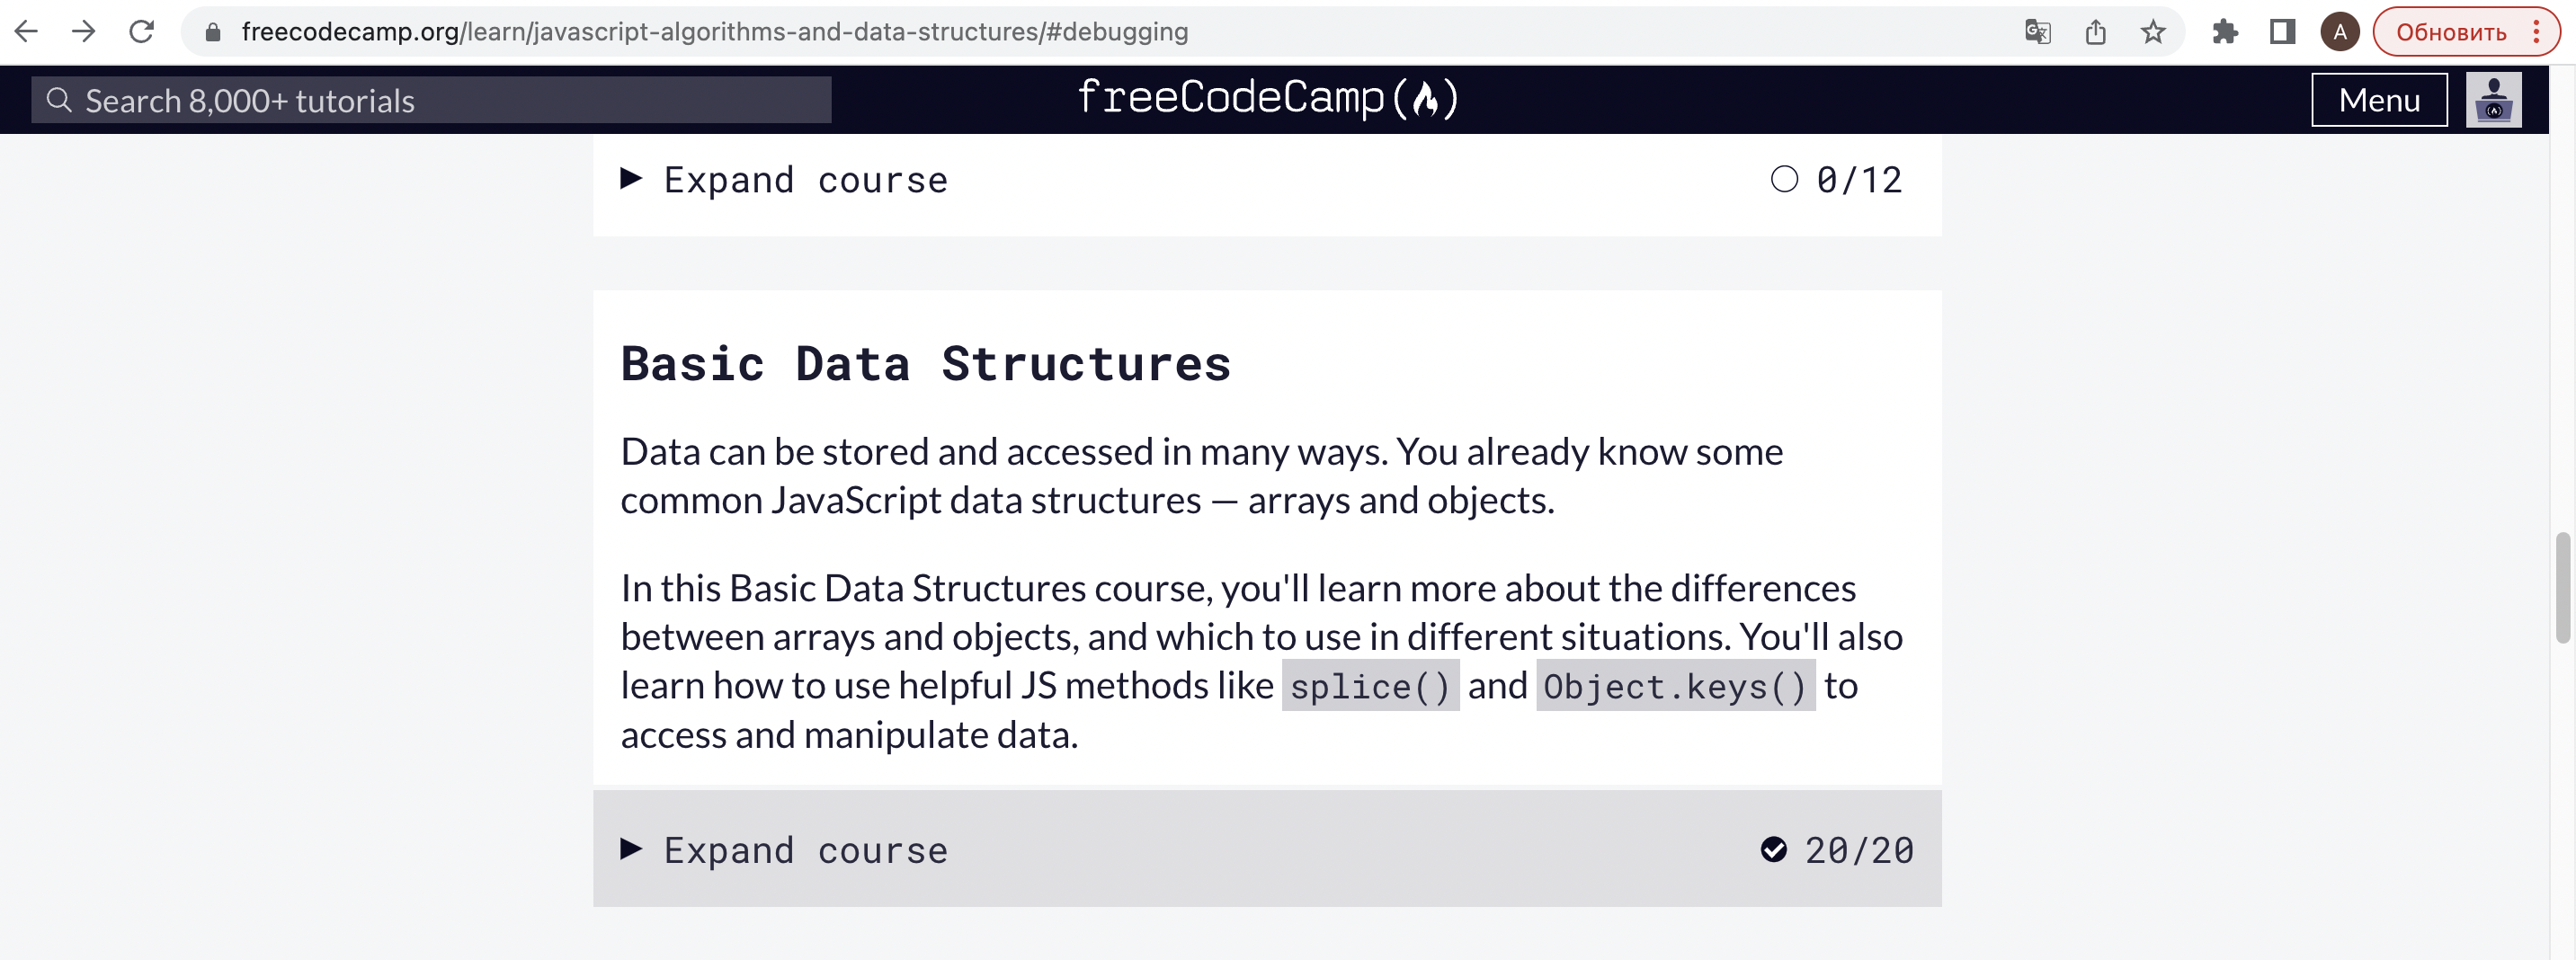 freecodecamp.org/learn/javascript-algorithms-and-data-structures/#debugging
A
Обновить
Search 8,000+ tutorials
freeCodeCamp
Menu
Expand course
0/12
Basic Data Structures
Data can be stored and accessed in many ways. You already know some
common JavaScript data structures — arrays and objects.
In this Basic Data Structures course, you'll learn more about the differences
between arrays and objects, and which to use in different situations. You'll also
learn how to use helpful JS methods like splice() and Object.keys() to
access and manipulate data.
Expand course
20/20